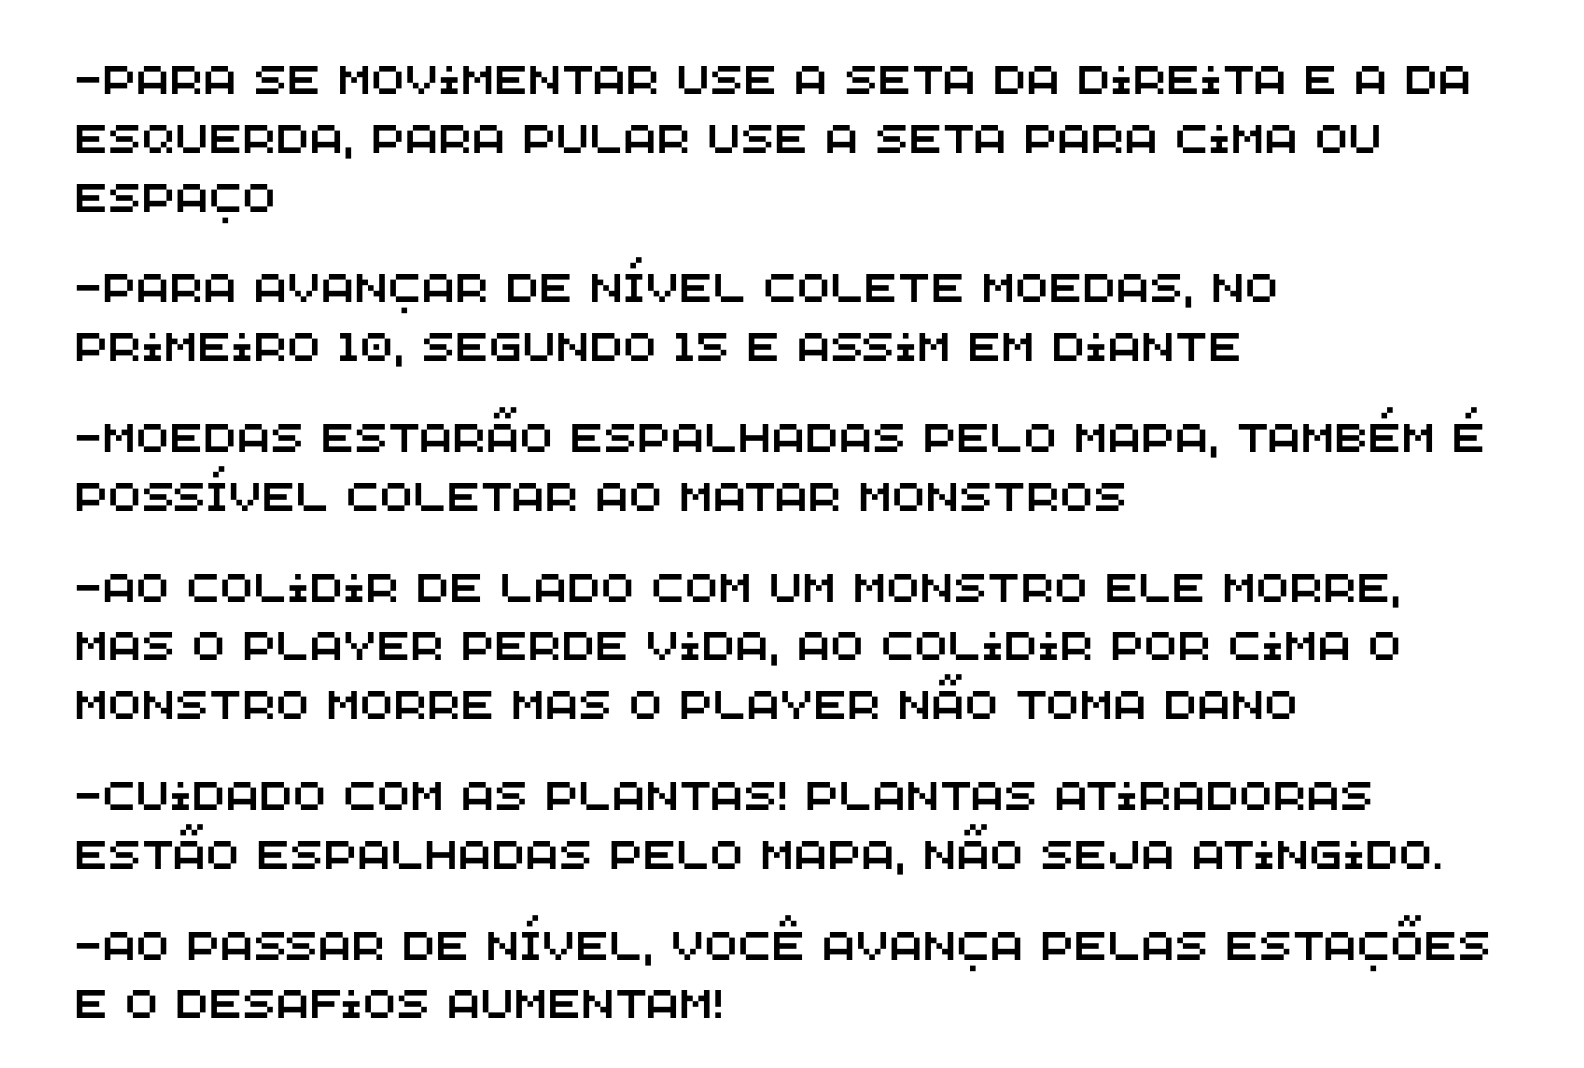 -PARA SE MOViMENTAR USE A SETA DA DiREiTA E A DA
ESQUERDA, PARA PULAR USE A SETA PARA CiMA OU
ESPAÇO
-PARA AVANÇAR DE NÍVEL COLETE MOEDAS, NO
PRiMEiRO 10, SEGUNDO 15 E ASSiM EM DiANTE
-MOEDAS ESTARÃO ESPALHADAS PELO MAPA, TAMBÉM É
POSSÍVEL COLETAR AO MATAR MONSTROS
-AO COLiDiR DE LADO COM UM MONSTRO ELE MORRE,
MAS O PLAYER PERDE ViDA, AO COLiDiR POR CiMA O
MONSTRO MORRE MAS O PLAYER NÃO TOMA DANO
-CUiDADO COM AS PLANTAS! PLANTAS ATiRADORAS
ESTÃO ESPALHADAS PELO MAPA, NÃO SEJA ATiNGiDO.
-AO PASSAR DE NÍVEL, VOCÊ AVANÇA PELAS ESTAÇÕES
E O DESAFiOS AUMENTAM!